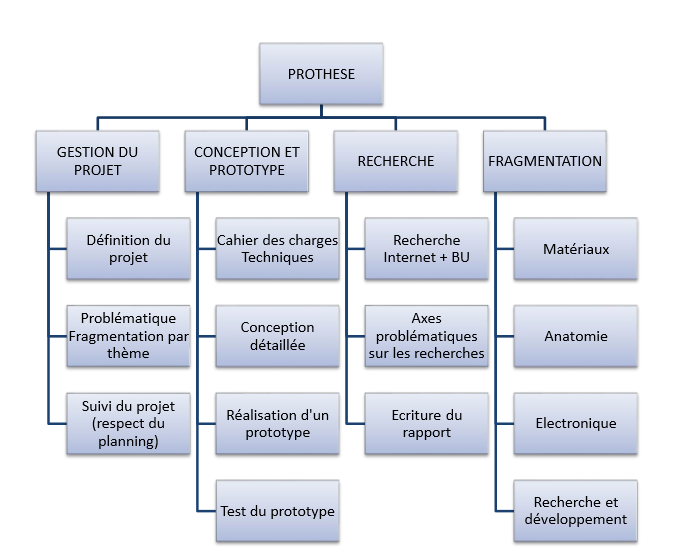 PROTHESE
GESTION DU
PROJET
Définition du
projet
Problématique
Fragmentation par
thème
Suivi du projet
(respect du
planning)
CONCEPTION ET
PROTOTYPE
Cahier des charges
Techniques
Conception
détaillée
Réalisation d'un
prototype
Test du prototype
RECHERCHE
Recherche
Internet + BU
Axes
problématiques
sur les recherches
Ecriture du
rapport
FRAGMENTATION
Matériaux
Anatomie
Electronique
Recherche et
développement